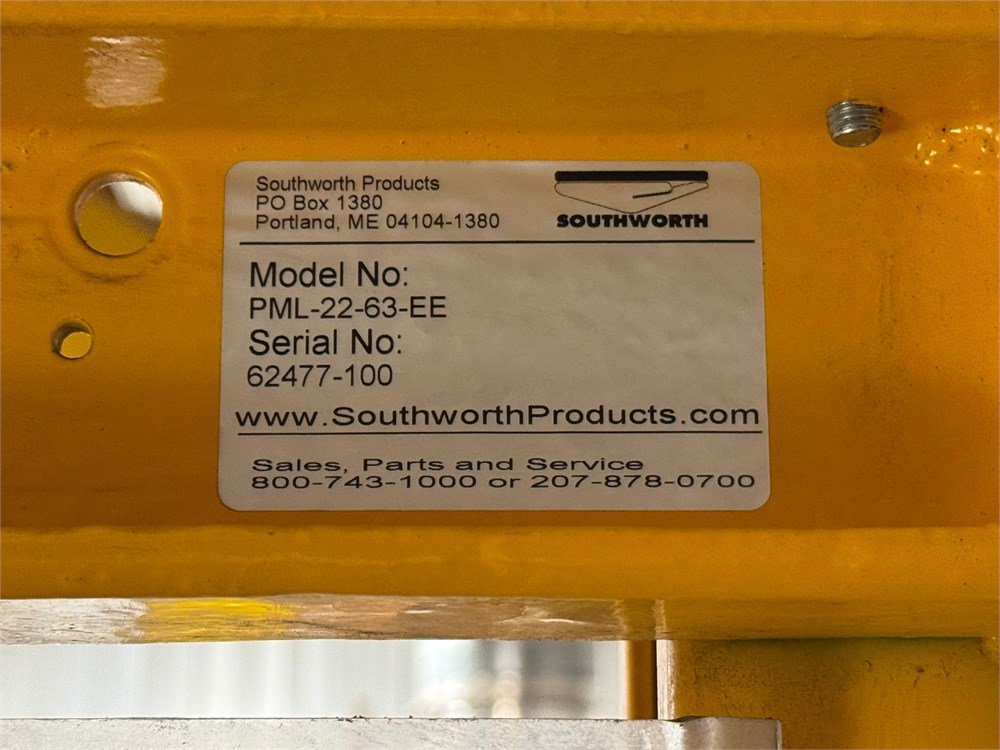 Southworth Products
PO Box 1380
Portland, ME 04104-1380
SOUTHWORTH
Model No:
PML-22-63-EE
Serial No:
62477-100
www.SouthworthProducts.com
Sales, Parts and Service
800-743-1000 or 207-878-0700